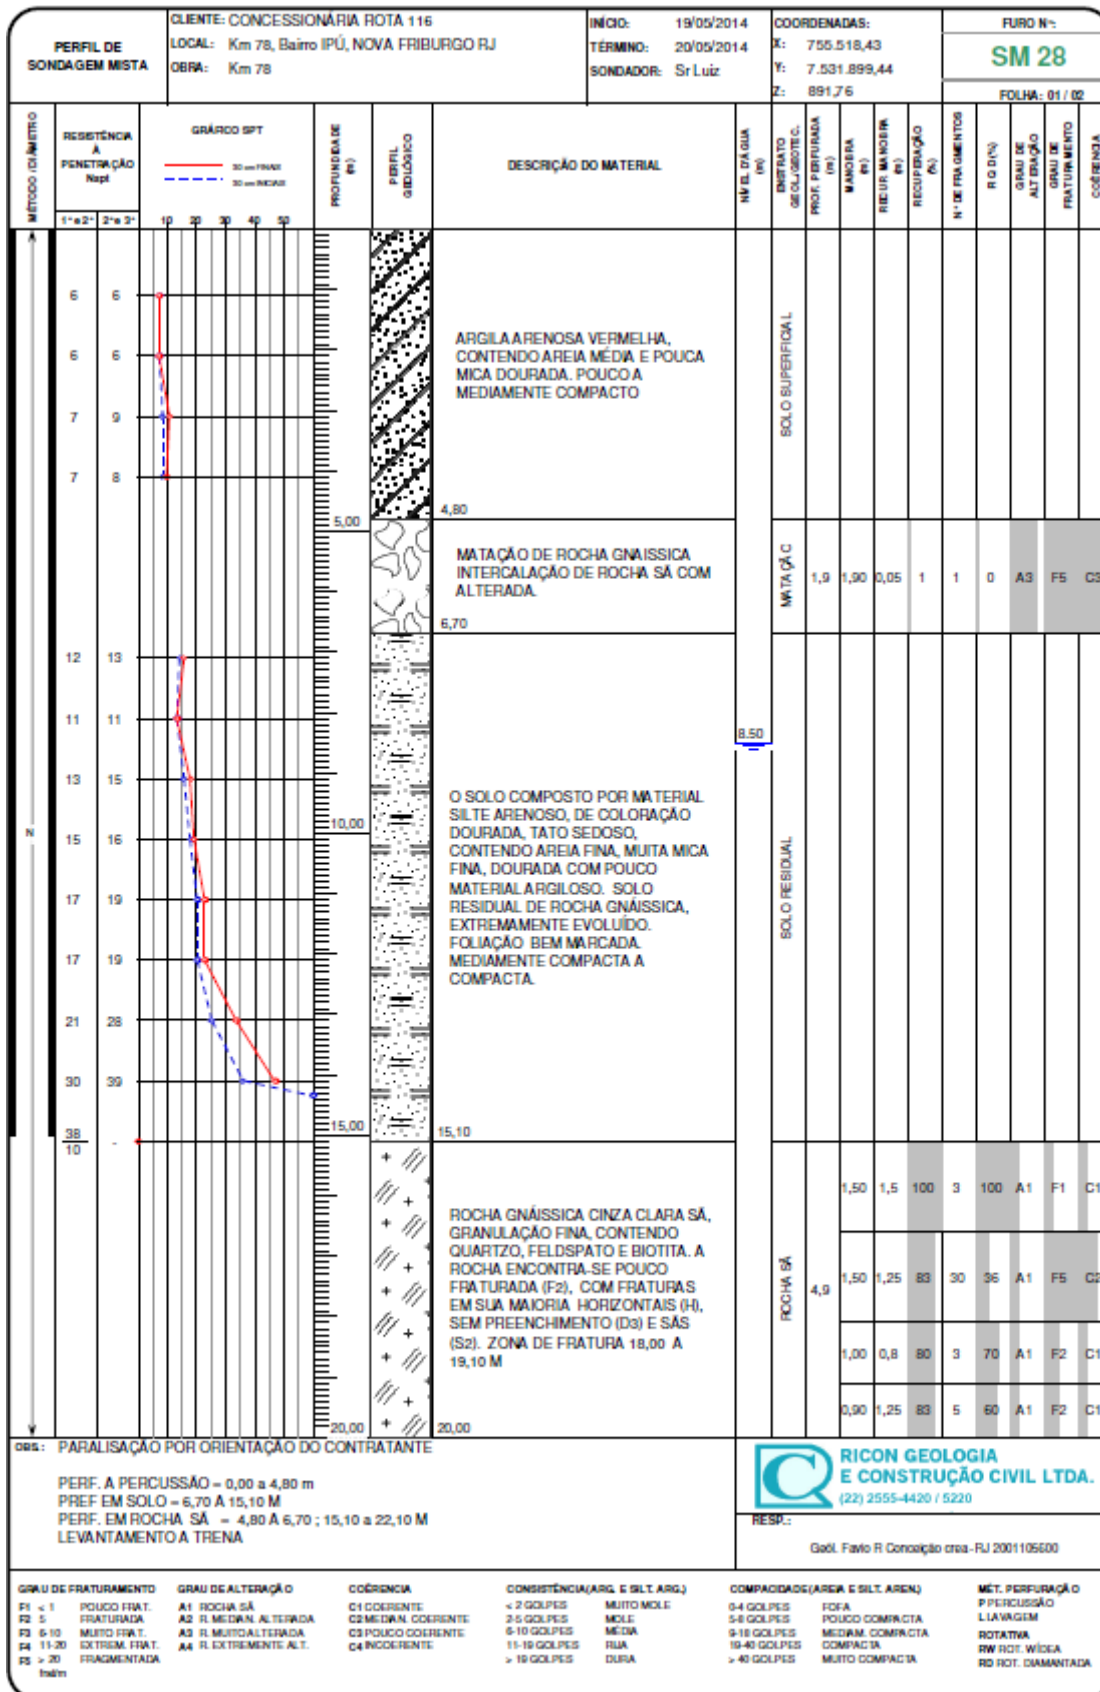 PERFIL DE
SONDAGEM MISTA
CLIENTE: CONCESSIONÁRIA ROTA 116
LOCAL: Km 78, Bairro IPÚ, NOVA FRIBURGO RJ
OBRA: Km 78
INÍCIO: 19/05/2014
TÉRMINO: 20/05/2014
SONDADOR: Sr Luiz
COORDENADAS:
X: 755.518,43
Y: 7.531.899,44
Z: 891,76
FURO Nº:
SM 28
FOLHA: 01 / 02
MÉTODO /DIÂMETRO
RESISTÊNCIA
À
PENETRAÇÃO
Nspt
1ª e 2ª 2ª e 3ª
GRÁFICO SPT
30 cm FINAIS
30 cm INICIAIS
10 20 30 40 50
PROFUNDIDADE
(m)
PERFIL
GEOLÓGICO
DESCRIÇÃO DO MATERIAL
NÍVEL D'ÁGUA
(m)
EXTRATO
GEOL./GEOTEC.
PROF. PERFURADA
(m)
MANOBRA
(m)
RECUP. MANOBRA
(m)
RECUPERAÇÃO
(%)
Nº DE FRAGMENTOS
R Q D (%)
GRAU DE
ALTERAÇÃO
GRAU DE
FRATURAMENTO
COÊRENCIA
6 6
6 6
7 9
7 8
ARGILA ARENOSA VERMELHA,
CONTENDO AREIA MÉDIA E POUCA
MICA DOURADA. POUCO A
MEDIAMENTE COMPACTO
SOLO SUPERFICIAL
4,80
5,00
MATAÇÃO DE ROCHA GNAISSICA
INTERCALAÇÃO DE ROCHA SÃ COM
ALTERADA.
6,70
MATAÇÃO
1,9 1,90 0,05 1 1 0 A3 F5 C3
12 13
11 11
13 15
15 16
17 19
17 19
21 28
30 39
38
10 -
N
8.50
10,00
O SOLO COMPOSTO POR MATERIAL
SILTE ARENOSO, DE COLORAÇÃO
DOURADA, TATO SEDOSO,
CONTENDO AREIA FINA, MUITA MICA
FINA, DOURADA COM POUCO
MATERIAL ARGILOSO. SOLO
RESIDUAL DE ROCHA GNÁISSICA,
EXTREMAMENTE EVOLUÍDO.
FOLIAÇÃO BEM MARCADA.
MEDIAMENTE COMPACTA A
COMPACTA.
SOLO RESIDUAL
15,00
15,10
ROCHA GNÁISSICA CINZA CLARA SÃ,
GRANULAÇÃO FINA, CONTENDO
QUARTZO, FELDSPATO E BIOTITA. A
ROCHA ENCONTRA-SE POUCO
FRATURADA (F2), COM FRATURAS
EM SUA MAIORIA HORIZONTAIS (H),
SEM PREENCHIMENTO (D3) E SÃS
(S2). ZONA DE FRATURA 18,00 A
19,10 M
20,00
20,00
ROCHA SÃ
4,9
1,50 1,5 100 3 100 A1 F1 C1
1,50 1,25 83 30 36 A1 F5 C2
1,00 0,8 80 3 70 A1 F2 C1
0,90 1,25 83 5 60 A1 F2 C1
OBS.: PARALISAÇÃO POR ORIENTAÇÃO DO CONTRATANTE
PERF. A PERCUSSÃO = 0,00 a 4,80 m
PREF EM SOLO = 6,70 A 15,10 M
PERF. EM ROCHA SÃ = 4,80 A 6,70 ; 15,10 a 22,10 M
LEVANTAMENTO A TRENA
RICON GEOLOGIA
E CONSTRUÇÃO CIVIL LTDA.
(22) 2555-4420 / 5220
RESP.:
Geól. Favio R Conceição crea-RJ 2001105600
GRAU DE FRATURAMENTO
F1 < 1 POUCO FRAT.
F2 5 FRATURADA
F3 6-10 MUITO FRAT.
F4 11-20 EXTREM. FRAT.
F5 > 20 FRAGMENTADA
frat/m
GRAU DE ALTERAÇÃO
A1 ROCHA SÃ
A2 R. MEDIAN. ALTERADA
A3 R. MUITO ALTERADA
A4 R. EXTREMENTE ALT.
COÊRENCIA
C1 COERENTE
C2 MEDIAN. COERENTE
C3 POUCO COERENTE
C4 INCOERENTE
CONSISTÊNCIA (ARG. E SILT. ARG.)
< 2 GOLPES MUITO MOLE
2-5 GOLPES MOLE
6-10 GOLPES MÉDIA
11-19 GOLPES RIJA
> 19 GOLPES DURA
COMPACIDADE (AREIA E SILT. AREN.)
0-4 GOLPES FOFA
5-8 GOLPES POUCO COMPACTA
9-18 GOLPES MEDIAM. COMPACTA
19-40 GOLPES COMPACTA
> 40 GOLPES MUITO COMPACTA
MÉT. PERFURAÇÃO
P PERCUSSÃO
L LAVAGEM
ROTATIVA
RW ROT. WÍDEA
RD ROT. DIAMANTADA